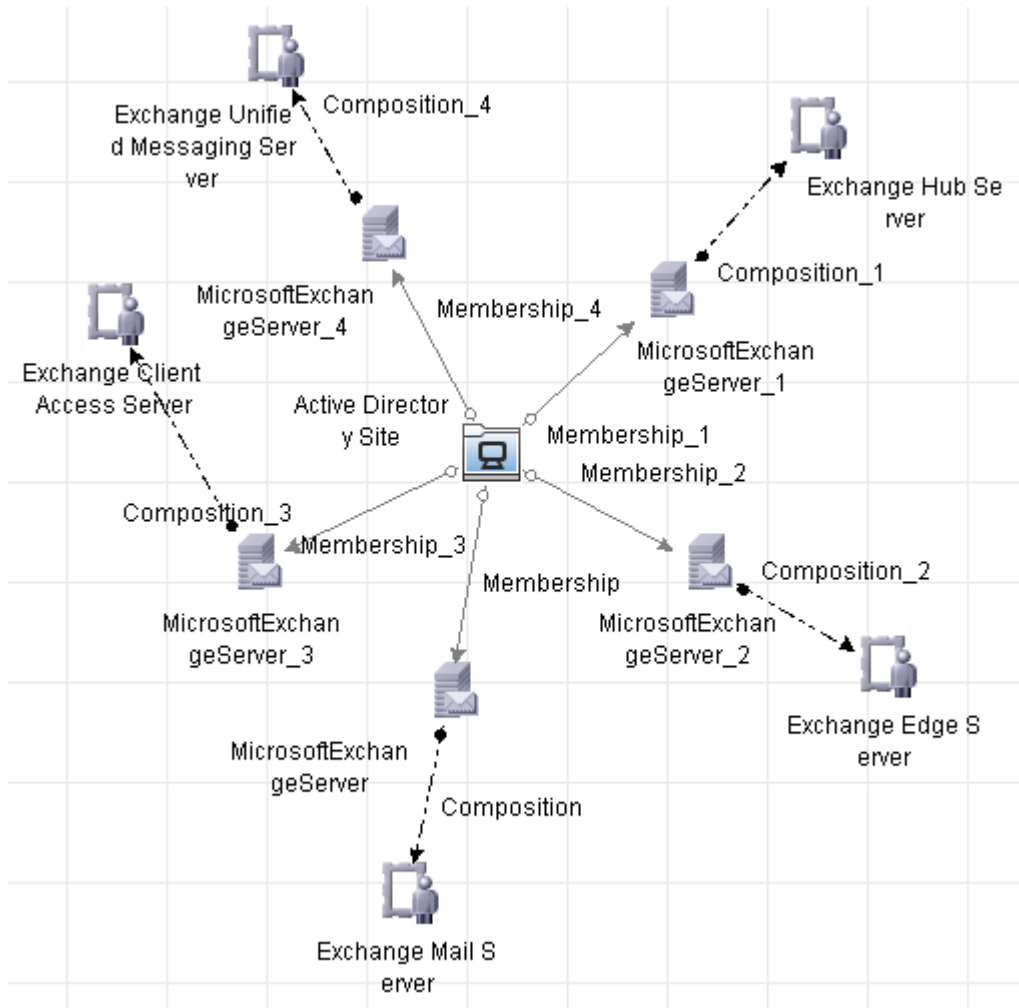 Composition_4
Exchange Unifie
d Messaging Ser
ver
Exchange Hub Se
rver
Composition_1
MicrosoftExchan
geServer_4
Membership_4
MicrosoftExchan
geServer_1
Exchange Client
Access Server
Active Director
y Site
Membership_1
Membership_2
Composition_3
Membership_3
Membership
Composition_2
MicrosoftExchan
geServer_3
MicrosoftExchan
geServer_2
Exchange Edge S
erver
MicrosoftExchan
geServer
Composition
Exchange Mail S
erver